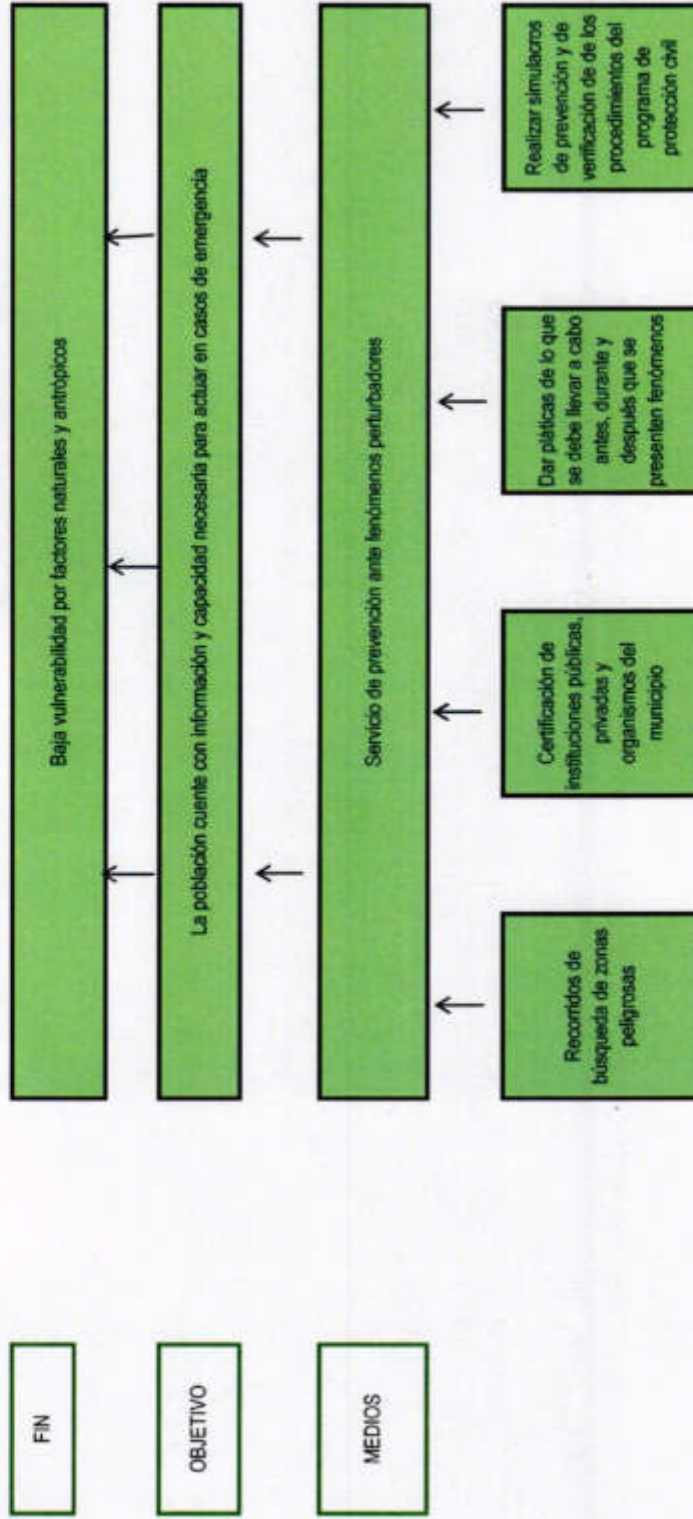 FIN
Baja vulnerabilidad por factores naturales y antrópicos
OBJETIVO
La población cuente con información y capacidad necesaria para actuar en casos de emergencia
MEDIOS
Servicio de prevención ante fenómenos perturbadores
Recorridos de
búsqueda de zonas
peligrosas
Certificación de
instituciones públicas,
privadas y
organismos del
municipio
Dar pláticas de lo que
se debe llevar a cabo
antes, durante y
después que se
presenten fenómenos
Realizar simulacros
de prevención y de
verificación de de los
procedimientos del
programa de
protección civil